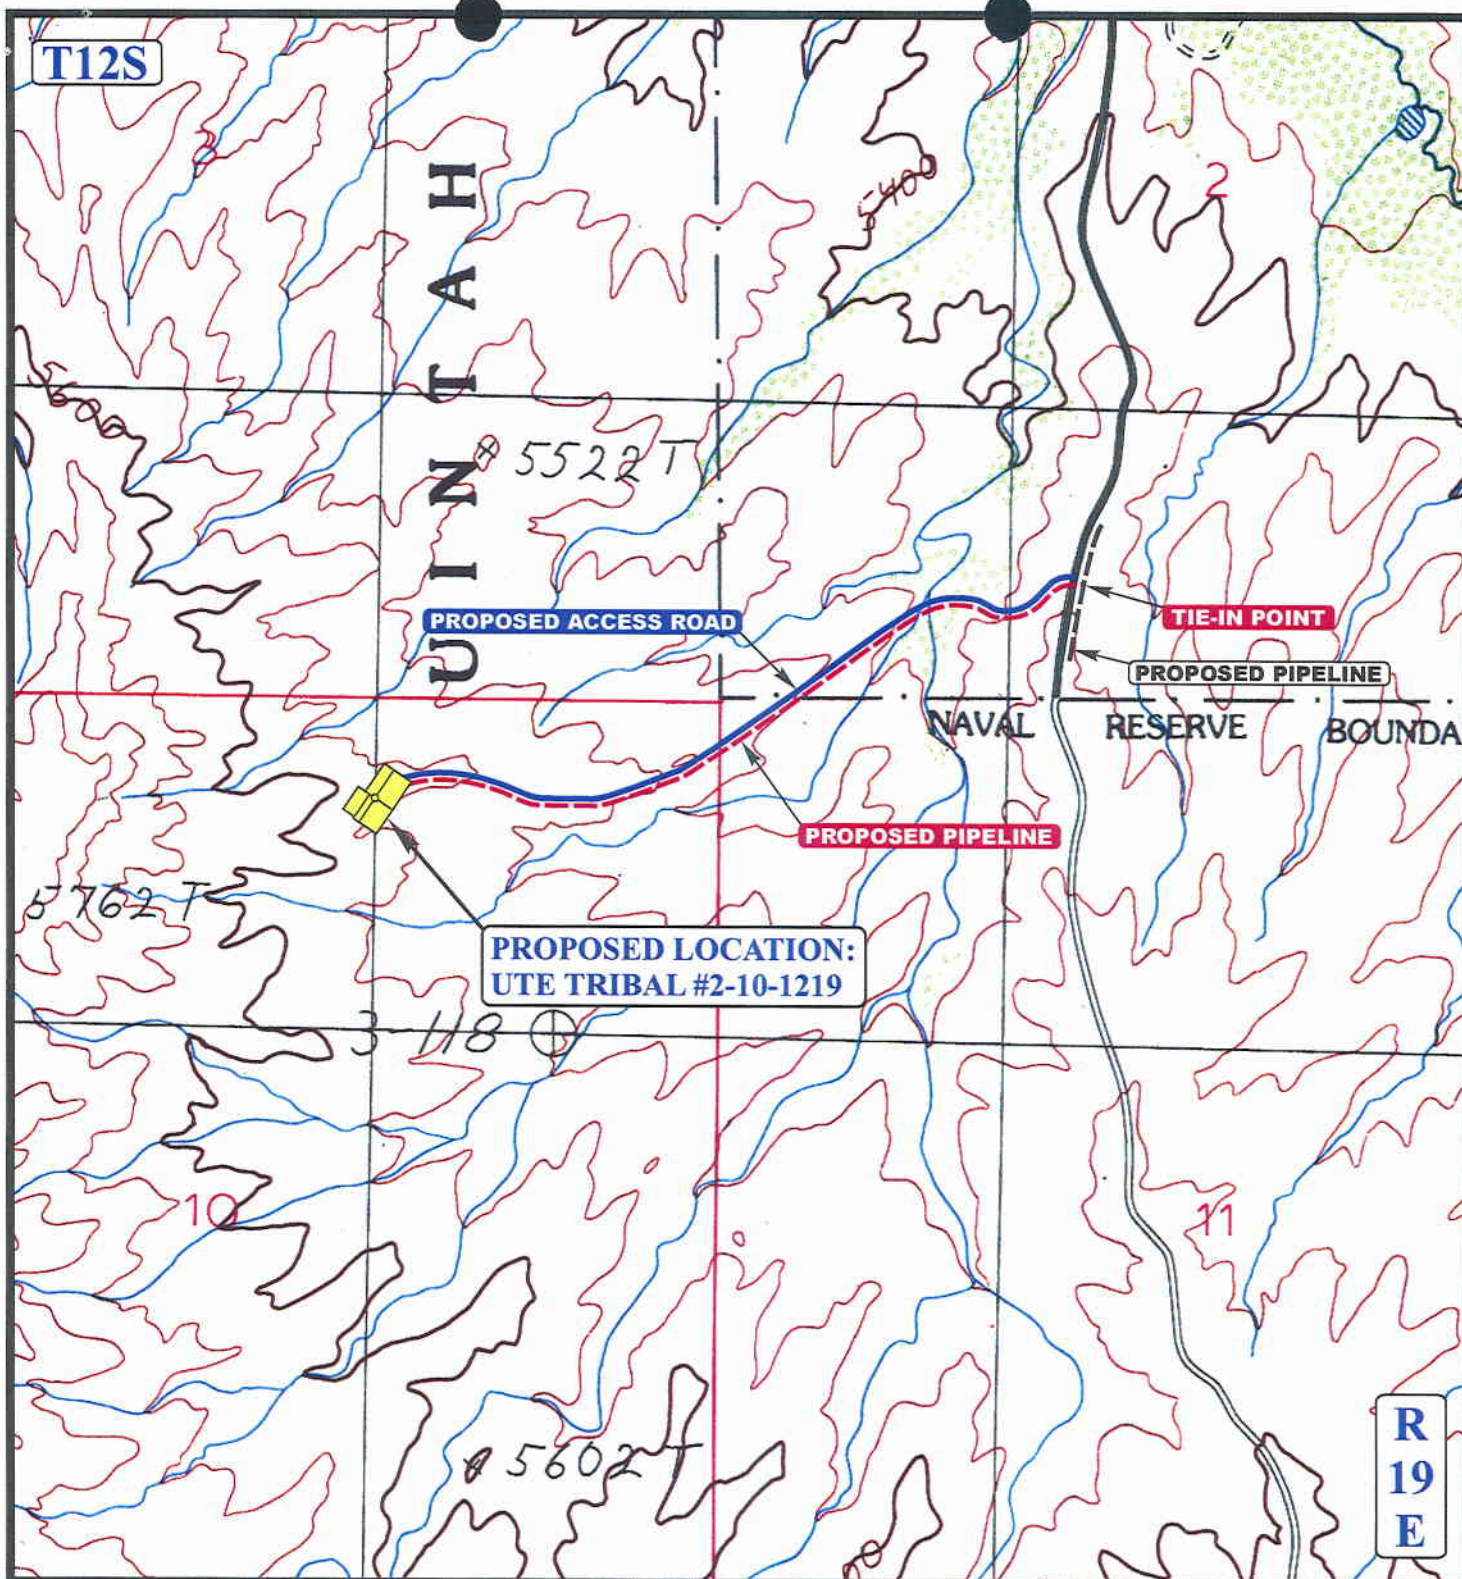 T12S
2
5400
UINTAH
5600
5522 T
PROPOSED ACCESS ROAD
TIE-IN POINT
PROPOSED PIPELINE
NAVAL RESERVE BOUNDA
PROPOSED PIPELINE
5762 T
PROPOSED LOCATION:
UTE TRIBAL #2-10-1219
3-118
10
11
5602 T
R
19
E